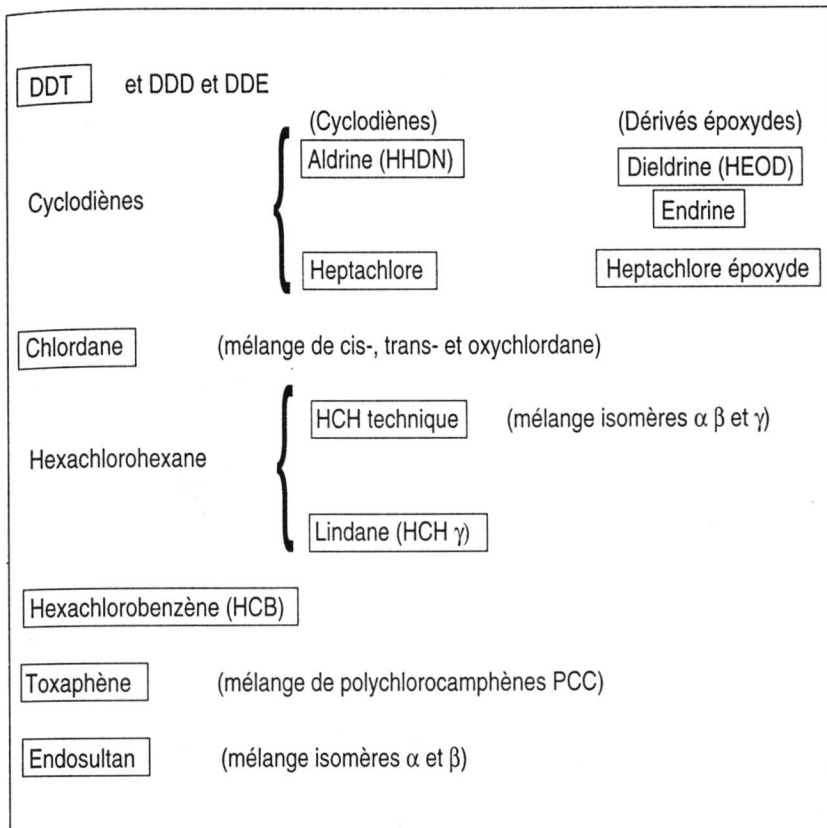 DDT et DDD et DDE
(Cyclodiènes) (Dérivés époxydes)
Aldrine (HHDN) Dieldrine (HEOD)
Cyclodiènes Endrine
Heptachlore Heptachlore époxyde
Chlordane (mélange de cis-, trans- et oxychlordane)
HCH technique (mélange isomères α β et γ)
Hexachlorohexane
Lindane (HCH γ)
Hexachlorobenzène (HCB)
Toxaphène (mélange de polychlorocamphènes PCC)
Endosultan (mélange isomères α et β)